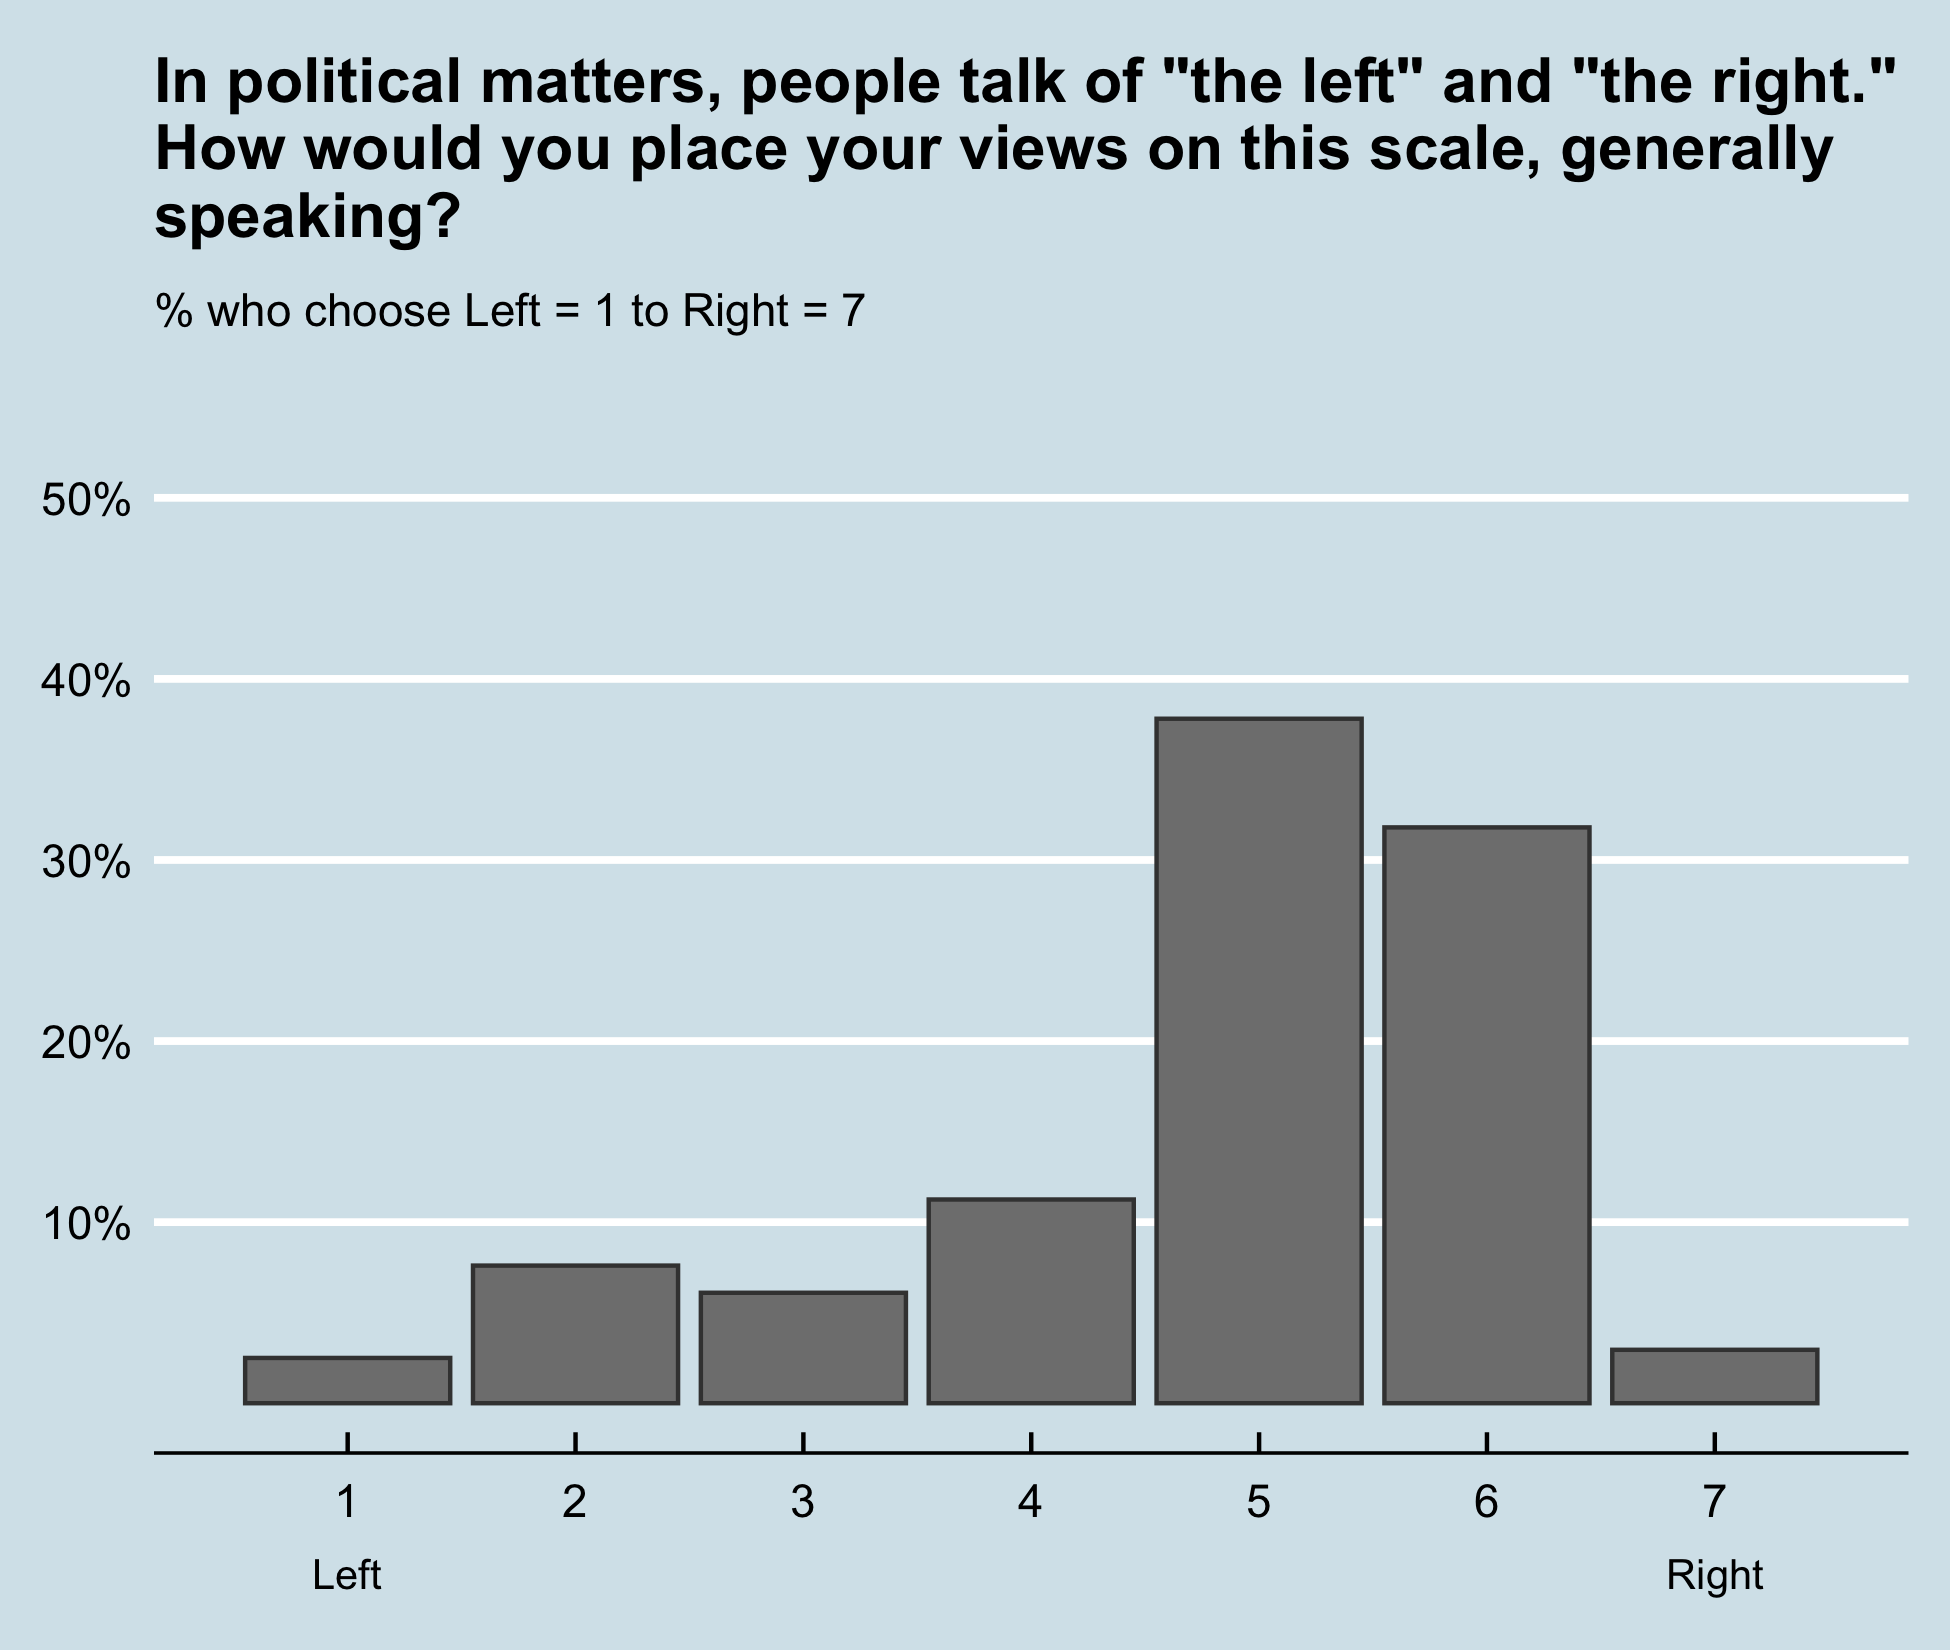 In political matters, people talk of "the left" and "the right."
How would you place your views on this scale, generally
speaking?
% who choose Left = 1 to Right = 7
50%
40%
30%
20%
10%
1 2 3 4 5 6 7
Left Right